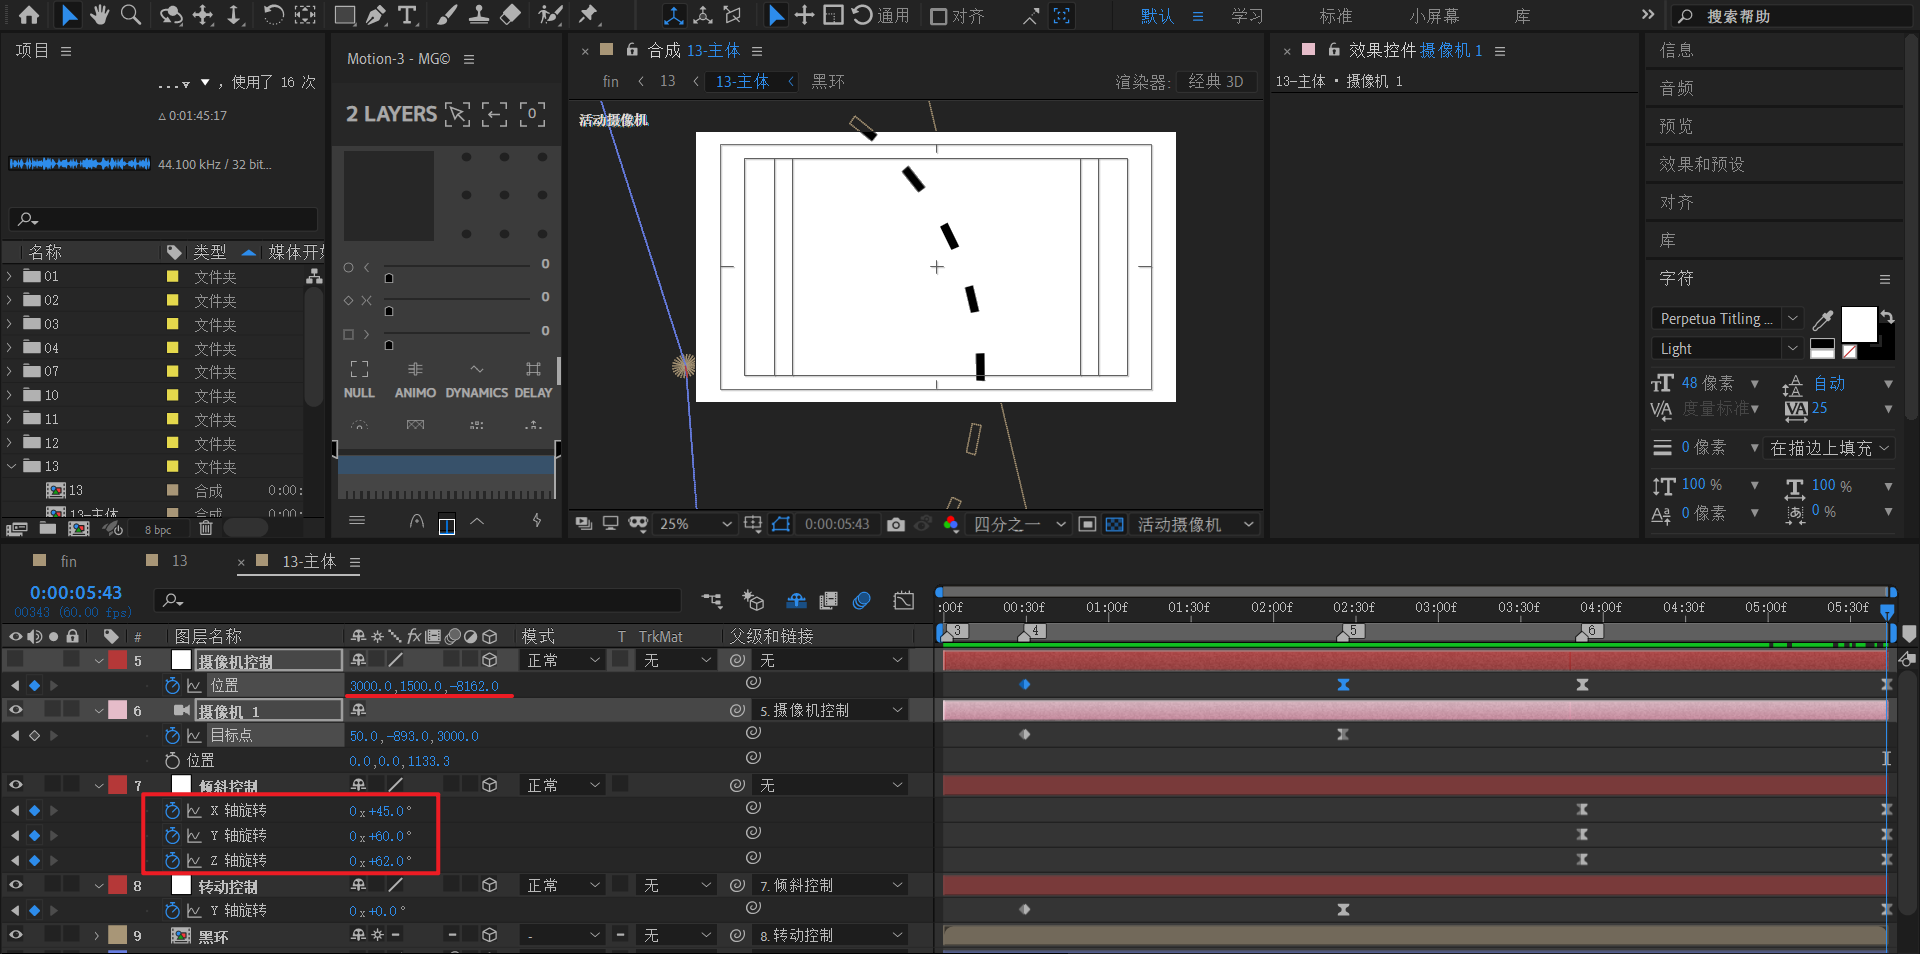 通用
对齐
默认
学习
标准
小屏幕
库
搜索帮助
项目
，使用了 16 次
Δ 0:01:45:17
44.100 kHz / 32 bit...
名称 类型 媒体开始
01 文件夹
02 文件夹
03 文件夹
04 文件夹
07 文件夹
10 文件夹
11 文件夹
12 文件夹
13 文件夹
13 合成 0:00:
13-主体 合成 0:00:
8 bpc
Motion-3 - MG©
2 LAYERS
0
0
0
0
NULL ANIMO DYNAMICS DELAY
合成 13-主体
fin 13 13-主体 黑环
渲染器: 经典 3D
活动摄像机
25% 0:00:05:43 四分之一 活动摄像机
效果控件 摄像机 1
13-主体 · 摄像机 1
信息
音频
预览
效果和预设
对齐
库
字符
Perpetua Titling ...
Light
48 像素 自动
度量标准 25
0 像素 在描边上填充
100 % 100 %
0 像素 0 %
fin 13 13-主体
0:00:05:43
00343 (60.00 fps)
:00f 00:30f 01:00f 01:30f 02:00f 02:30f 03:00f 03:30f 04:00f 04:30f 05:00f 05:30f
# 图层名称 模式 T TrkMat 父级和链接
3 4 5 6
5 摄像机控制 正常 无 无
位置 3000.0,1500.0,-8162.0
6 摄像机 1 5. 摄像机控制
目标点 50.0,-893.0,3000.0
位置 0.0,0.0,1133.3
7 倾斜控制 正常 无
X 轴旋转 0x+45.0°
Y 轴旋转 0x+60.0°
Z 轴旋转 0x+62.0°
8 转动控制 正常 无 7. 倾斜控制
Y 轴旋转 0x+0.0°
9 黑环 - 无 8. 转动控制